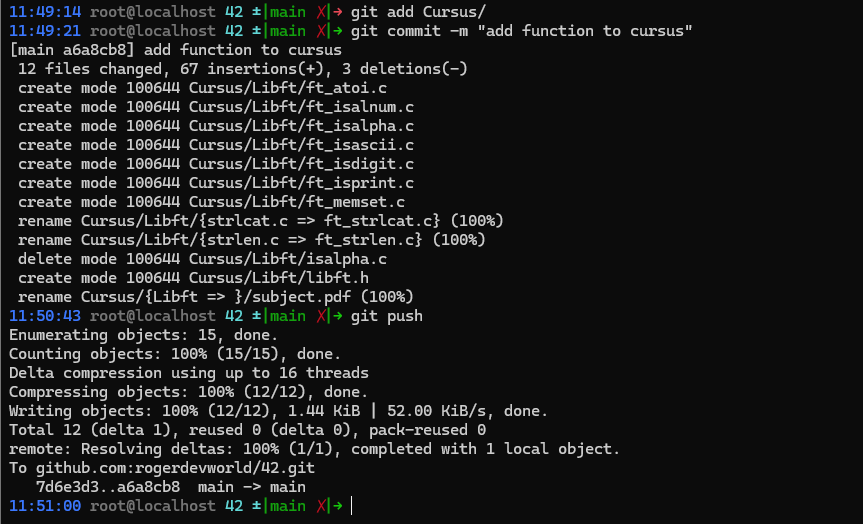 11:49:14 root@localhost 42 ±|main ✗|→ git add Cursus/
11:49:21 root@localhost 42 ±|main ✗|→ git commit -m "add function to cursus"
[main a6a8cb8] add function to cursus
 12 files changed, 67 insertions(+), 3 deletions(-)
 create mode 100644 Cursus/Libft/ft_atoi.c
 create mode 100644 Cursus/Libft/ft_isalnum.c
 create mode 100644 Cursus/Libft/ft_isalpha.c
 create mode 100644 Cursus/Libft/ft_isascii.c
 create mode 100644 Cursus/Libft/ft_isdigit.c
 create mode 100644 Cursus/Libft/ft_isprint.c
 create mode 100644 Cursus/Libft/ft_memset.c
 rename Cursus/Libft/{strlcat.c => ft_strlcat.c} (100%)
 rename Cursus/Libft/{strlen.c => ft_strlen.c} (100%)
 delete mode 100644 Cursus/Libft/isalpha.c
 create mode 100644 Cursus/Libft/libft.h
 rename Cursus/{Libft => }/subject.pdf (100%)
11:50:43 root@localhost 42 ±|main ✗|→ git push
Enumerating objects: 15, done.
Counting objects: 100% (15/15), done.
Delta compression using up to 16 threads
Compressing objects: 100% (12/12), done.
Writing objects: 100% (12/12), 1.44 KiB | 52.00 KiB/s, done.
Total 12 (delta 1), reused 0 (delta 0), pack-reused 0
remote: Resolving deltas: 100% (1/1), completed with 1 local object.
To github.com:rogerdevworld/42.git
   7d6e3d3..a6a8cb8  main -> main
11:51:00 root@localhost 42 ±|main ✗|→